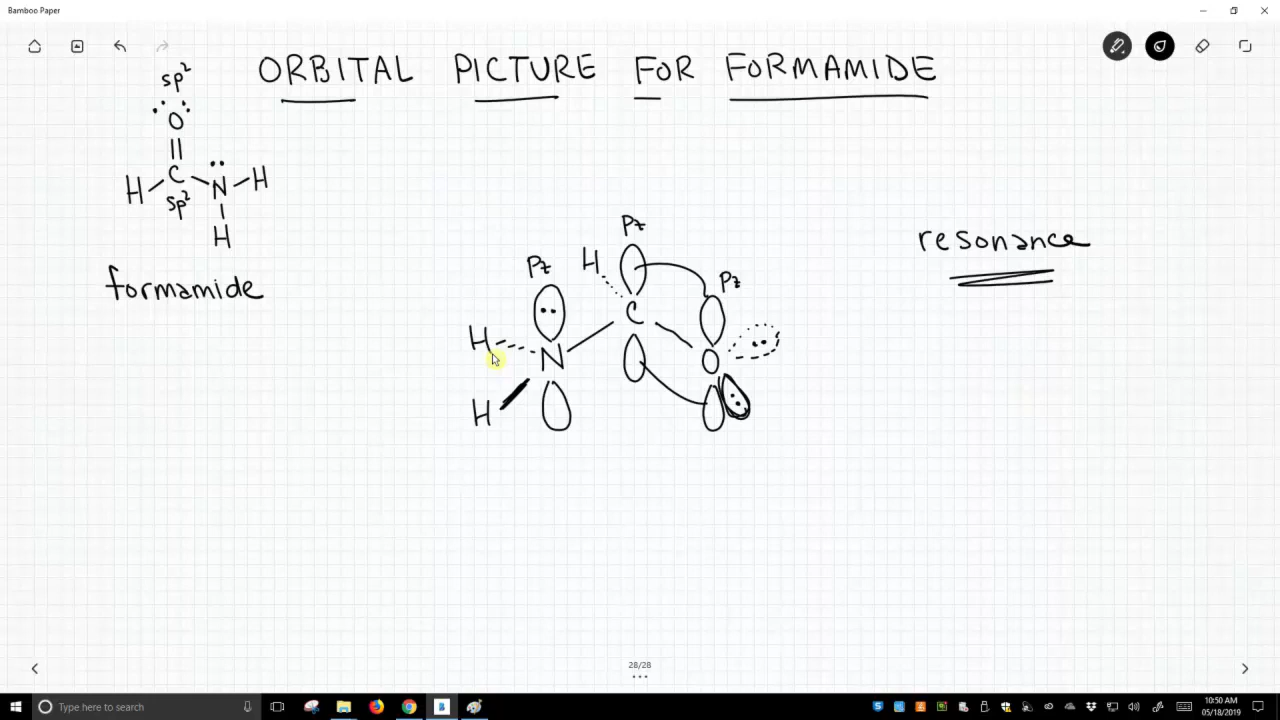 Bamboo Paper
ORBITAL PICTURE FOR FORMAMIDE
sp²
O
H C N H
sp²
H
formamide
Pz
H
Pz
Pz
C
H
N
O
H
resonance
28/28
Type here to search
10:50 AM
05/18/2019